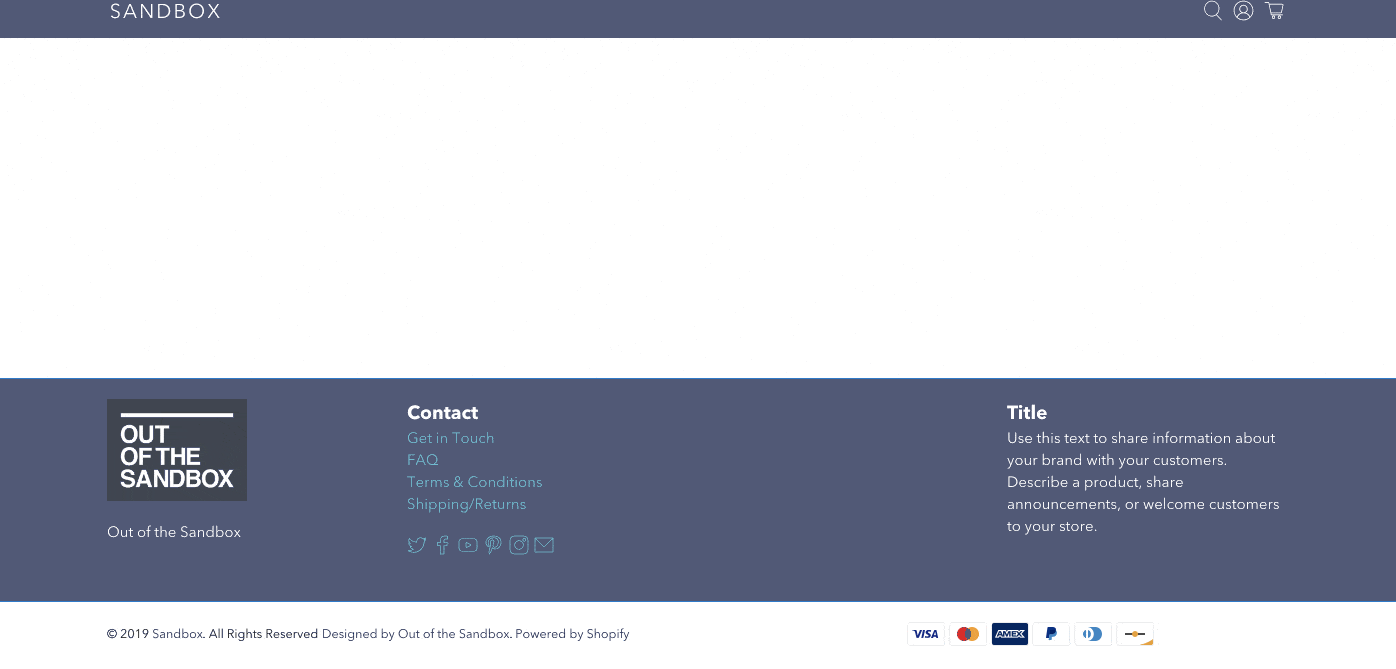 SANDBOX
OUT
OF THE
SANDBOX
Out of the Sandbox
Contact
Get in Touch
FAQ
Terms & Conditions
Shipping/Returns
Title
Use this text to share information about
your brand with your customers.
Describe a product, share
announcements, or welcome customers
to your store.
© 2019 Sandbox. All Rights Reserved Designed by Out of the Sandbox. Powered by Shopify
VISA
AMEX